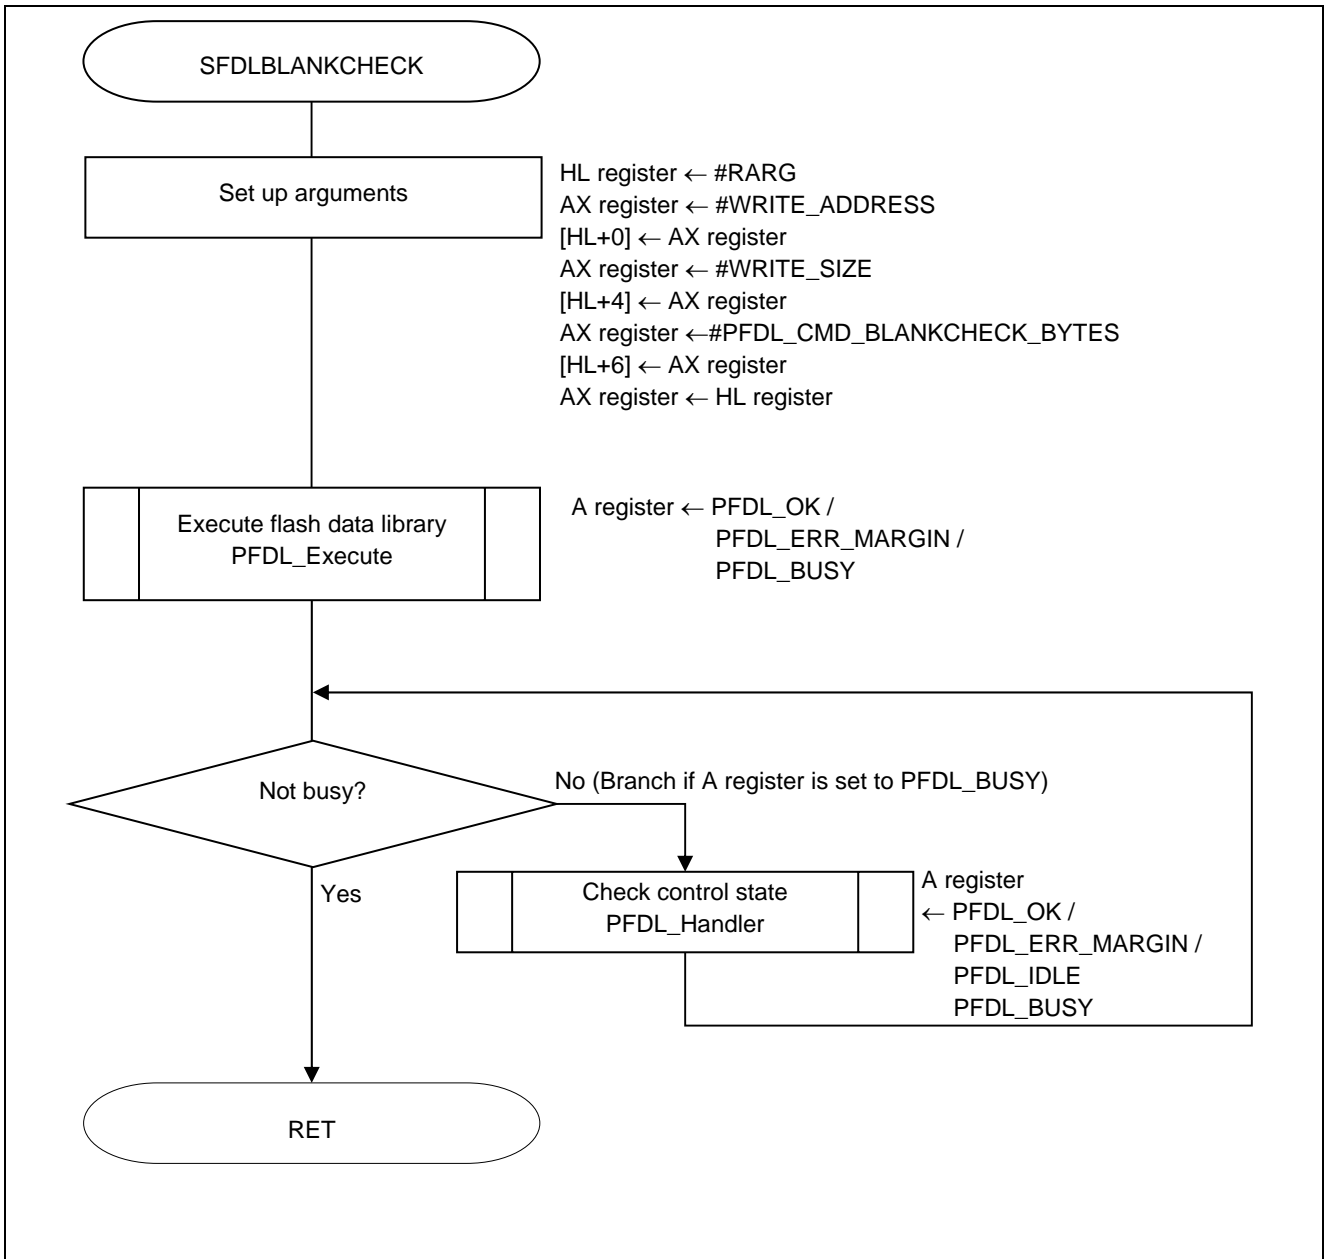 SFDLBLANKCHECK
Set up arguments
HL register ← #RARG
AX register ← #WRITE_ADDRESS
[HL+0] ← AX register
AX register ← #WRITE_SIZE
[HL+4] ← AX register
AX register ←#PFDL_CMD_BLANKCHECK_BYTES
[HL+6] ← AX register
AX register ← HL register
Execute flash data library
PFDL_Execute
A register ← PFDL_OK /
PFDL_ERR_MARGIN /
PFDL_BUSY
Not busy?
No (Branch if A register is set to PFDL_BUSY)
Yes
Check control state
PFDL_Handler
A register
← PFDL_OK /
PFDL_ERR_MARGIN /
PFDL_IDLE
PFDL_BUSY
RET